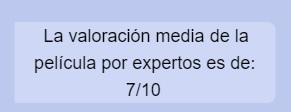 La valoración media de la
película por expertos es de:
7/10